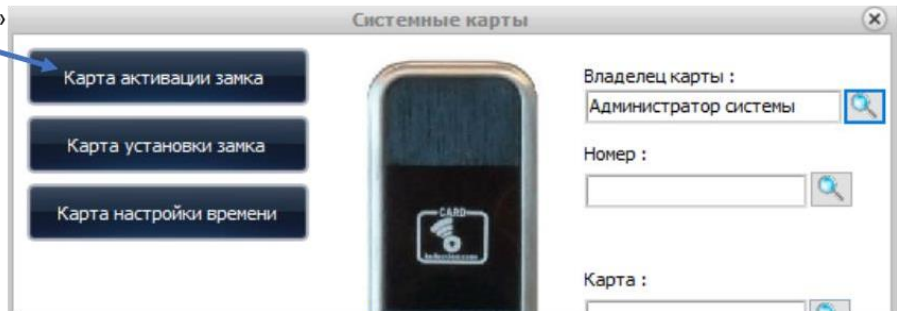 »
Системные карты
Карта активации замка
Карта установки замка
Карта настройки времени
CARD
Владелец карты :
Администратор системы
Номер :
Карта :